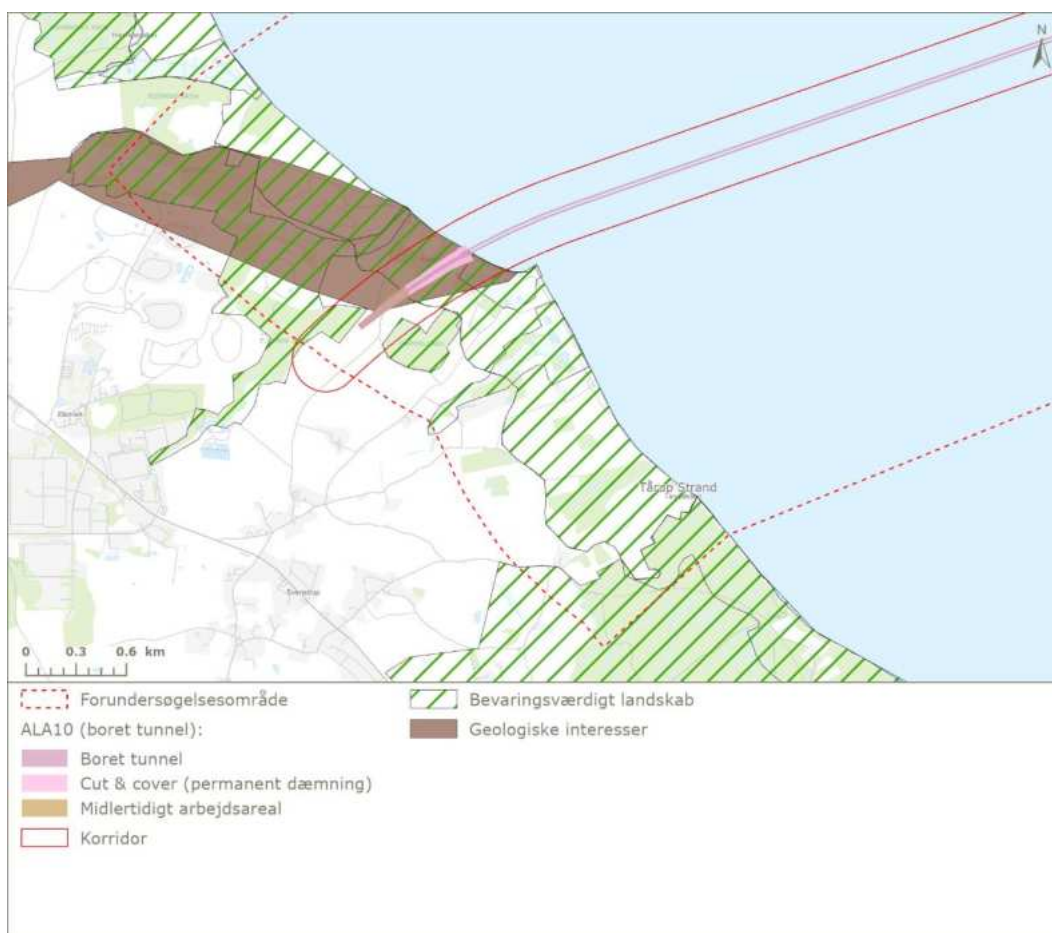 N
Tårup Strand
0 0.3 0.6 km
Forundersøgelsesområde
Bevaringsværdigt landskab
ALA10 (boret tunnel):
Geologiske interesser
Boret tunnel
Cut & cover (permanent dæmning)
Midlertidigt arbejdsareal
Korridor